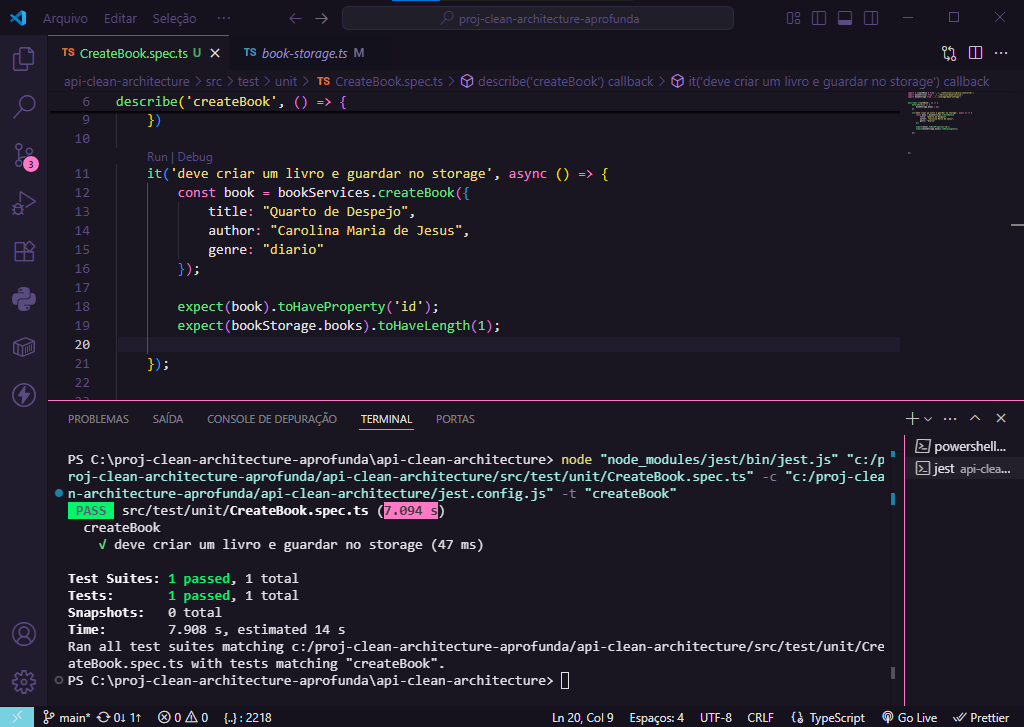 Arquivo Editar Seleção ··· proj-clean-architecture-aprofunda
TS CreateBook.spec.ts U TS book-storage.ts M
api-clean-architecture > src > test > unit > TS CreateBook.spec.ts > describe('createBook') callback > it('deve criar um livro e guardar no storage') callback
6 describe('createBook', () => {
9 })
10
Run | Debug
11 it('deve criar um livro e guardar no storage', async () => {
12 const book = bookServices.createBook({
13 title: "Quarto de Despejo",
14 author: "Carolina Maria de Jesus",
15 genre: "diario"
16 });
17
18 expect(book).toHaveProperty('id');
19 expect(bookStorage.books).toHaveLength(1);
20
21 });
22
3
PROBLEMAS SAÍDA CONSOLE DE DEPURAÇÃO TERMINAL PORTAS
powershell...
jest api-clea...
PS C:\proj-clean-architecture-aprofunda\api-clean-architecture> node "node_modules/jest/bin/jest.js" "c:/p
roj-clean-architecture-aprofunda/api-clean-architecture/src/test/unit/CreateBook.spec.ts" -c "c:/proj-clea
n-architecture-aprofunda/api-clean-architecture/jest.config.js" -t "createBook"
PASS src/test/unit/CreateBook.spec.ts (7.094 s)
createBook
√ deve criar um livro e guardar no storage (47 ms)
Test Suites: 1 passed, 1 total
Tests: 1 passed, 1 total
Snapshots: 0 total
Time: 7.908 s, estimated 14 s
Ran all test suites matching c:/proj-clean-architecture-aprofunda/api-clean-architecture/src/test/unit/Cre
ateBook.spec.ts with tests matching "createBook".
PS C:\proj-clean-architecture-aprofunda\api-clean-architecture>
main* 0↓ 1↑ 0 0 {..} : 2218 Ln 20, Col 9 Espaços: 4 UTF-8 CRLF {} TypeScript Go Live Prettier